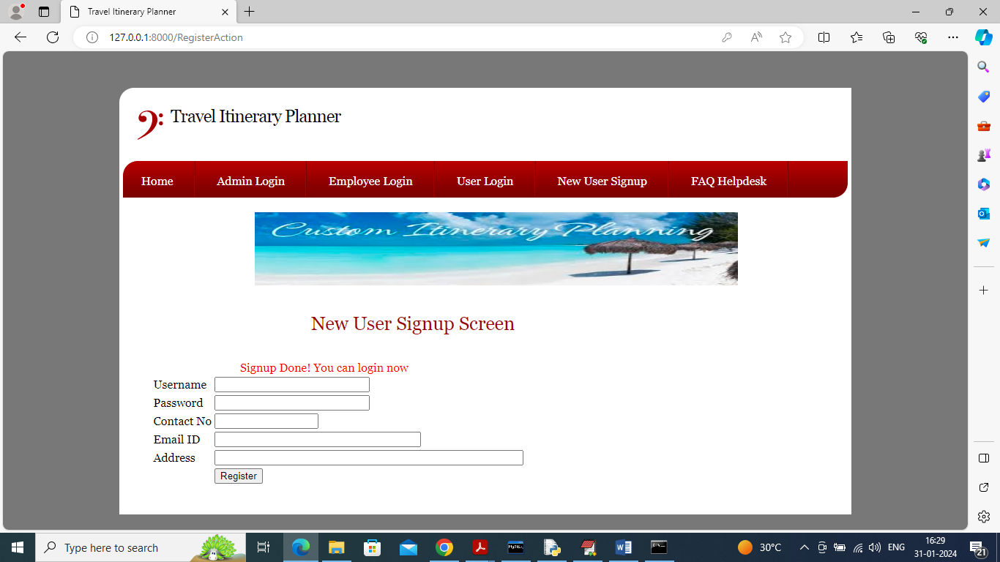 Travel Itinerary Planner
127.0.0.1:8000/RegisterAction
Travel Itinerary Planner
Home Admin Login Employee Login User Login New User Signup FAQ Helpdesk
Custom Itinerary Planning
New User Signup Screen
Signup Done! You can login now
Username
Password
Contact No
Email ID
Address
Register
Type here to search
30°C
ENG
16:29
31-01-2024
21